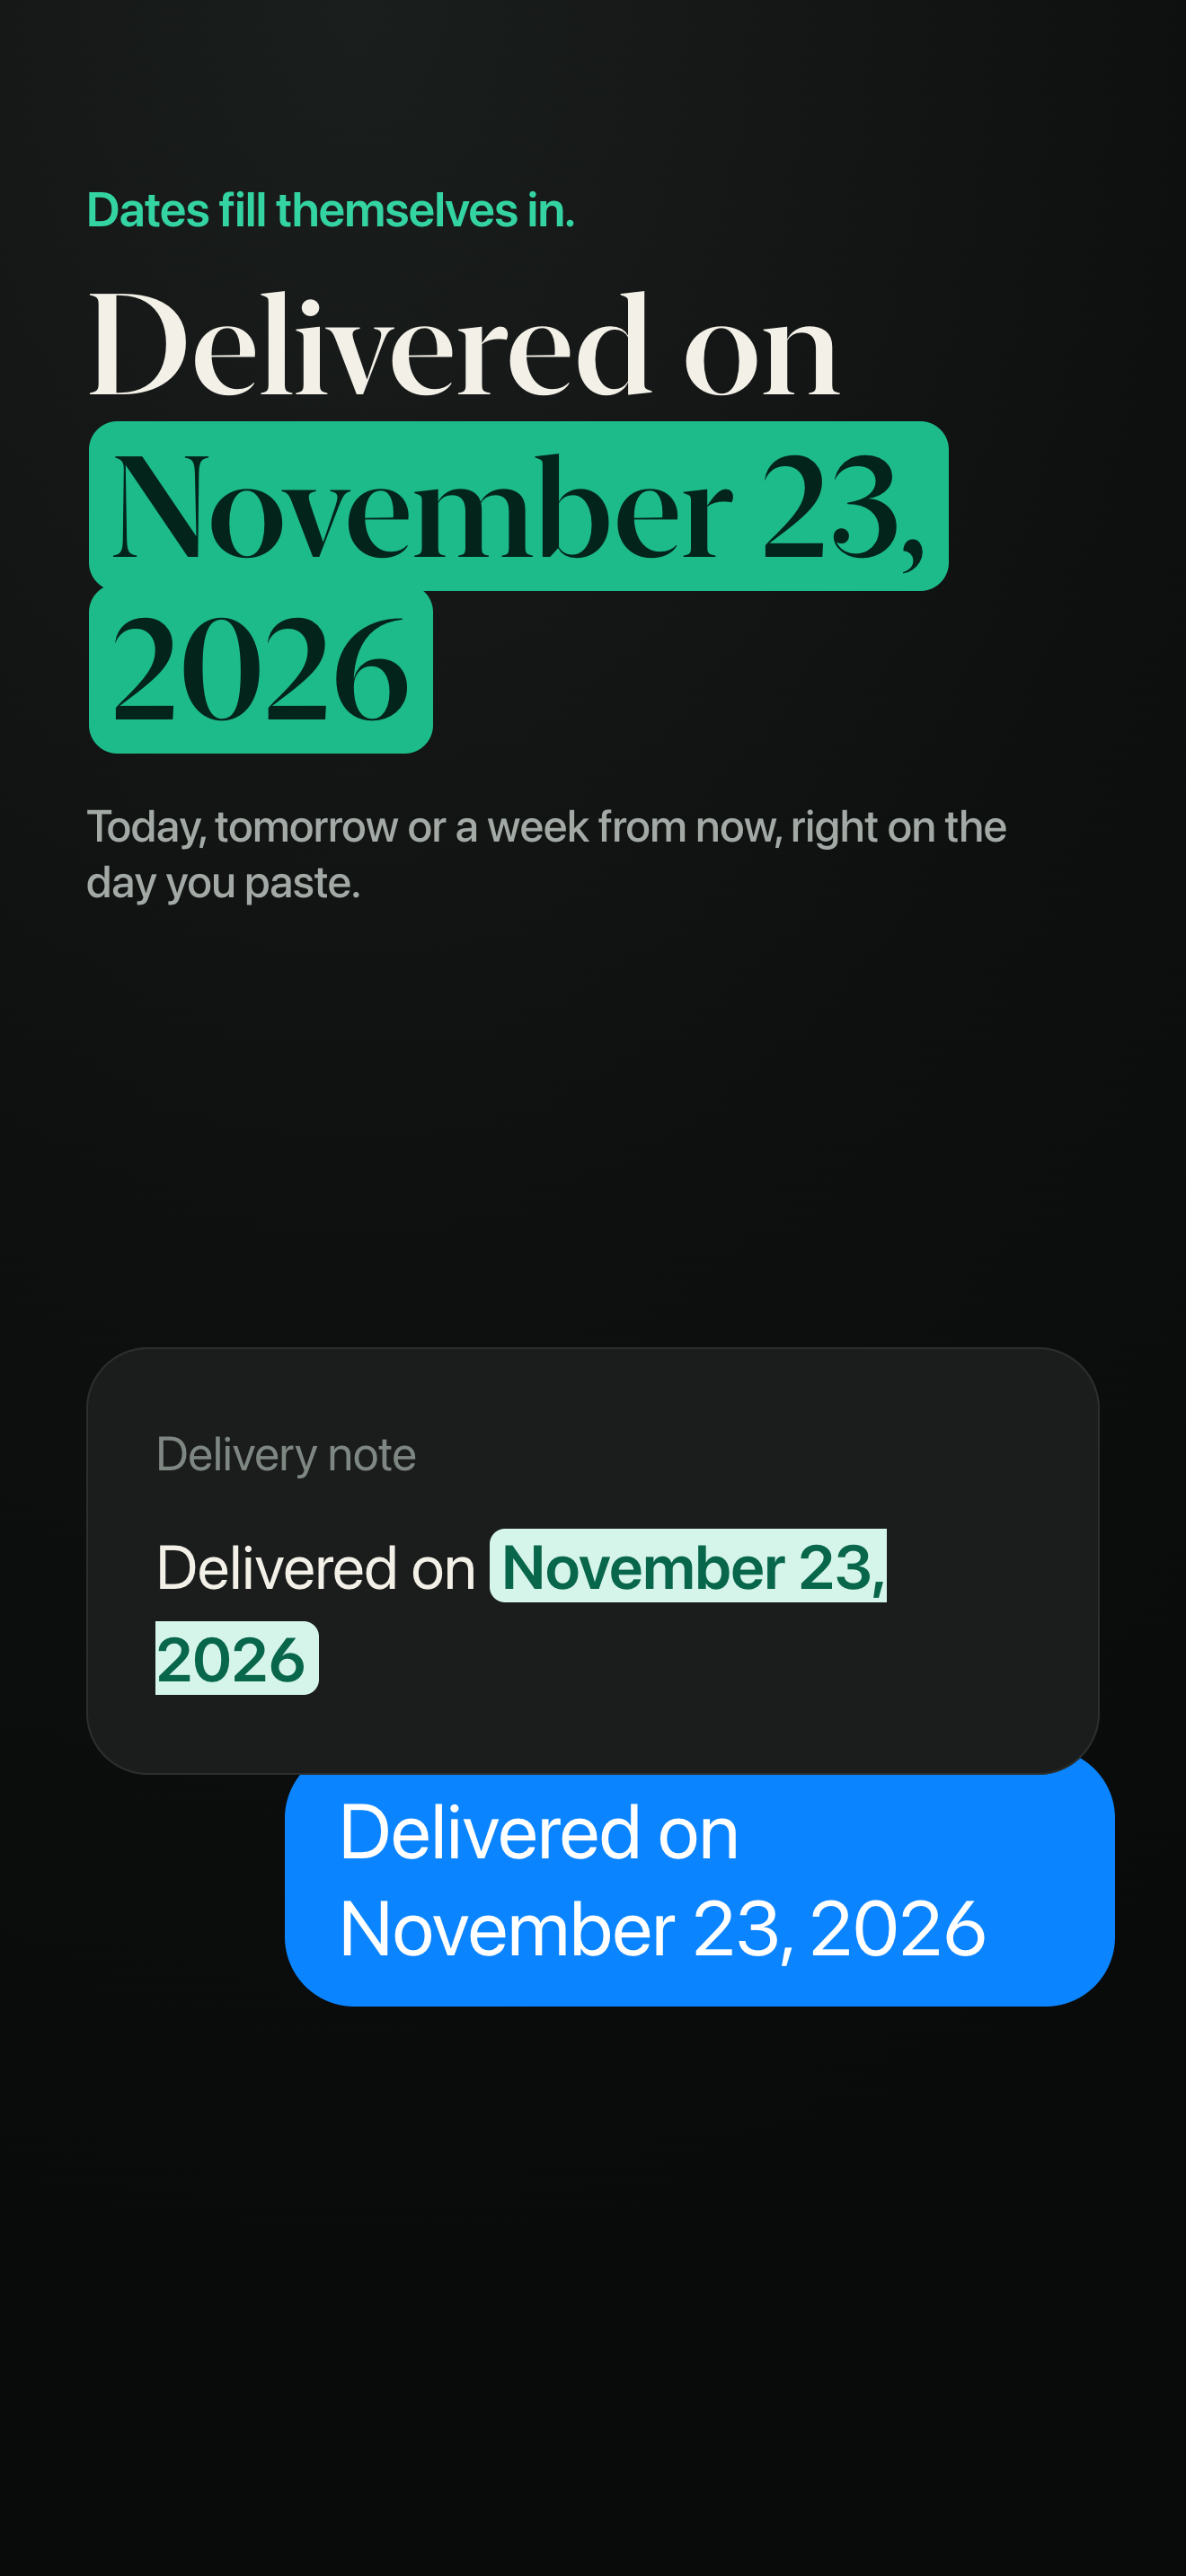 Dates fill themselves in.
Delivered on
November 23,
2026
Today, tomorrow or a week from now, right on the
day you paste.
Delivery note
Delivered on November 23,
2026
Delivered on
November 23, 2026